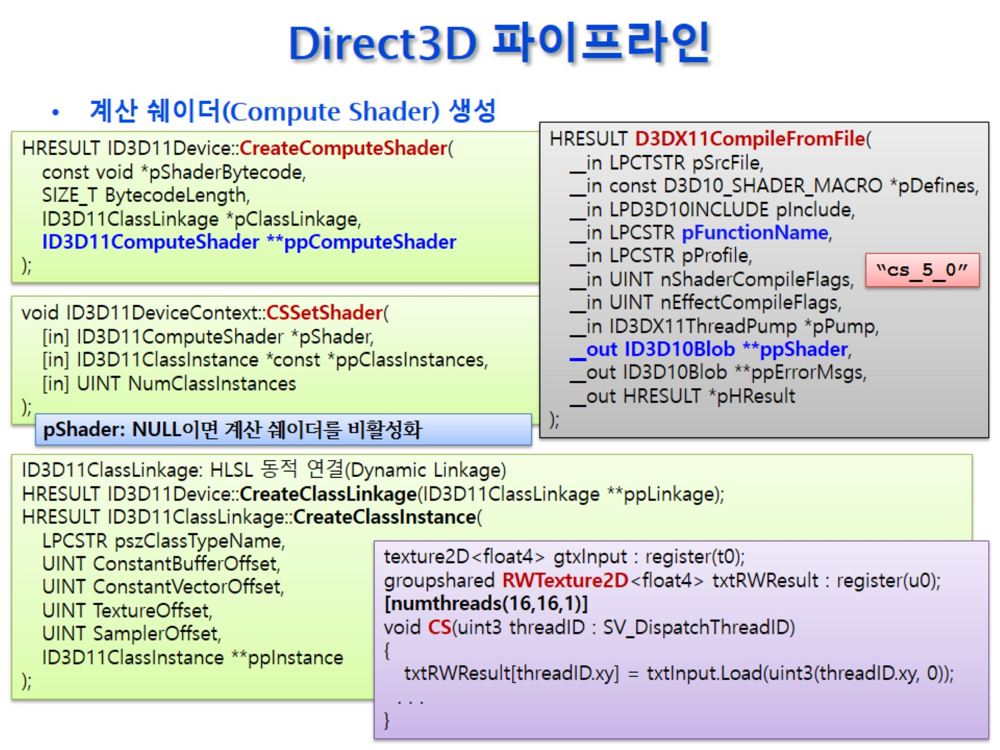 Direct3D 파이프라인
• 계산 쉐이더(Compute Shader) 생성
HRESULT ID3D11Device::CreateComputeShader(
const void *pShaderBytecode,
SIZE_T BytecodeLength,
ID3D11ClassLinkage *pClassLinkage,
ID3D11ComputeShader **ppComputeShader
);
HRESULT D3DX11CompileFromFile(
__in LPCTSTR pSrcFile,
__in const D3D10_SHADER_MACRO *pDefines,
__in LPD3D10INCLUDE pInclude,
__in LPCSTR pFunctionName,
__in LPCSTR pProfile,
__in UINT nShaderCompileFlags,
__in UINT nEffectCompileFlags,
__in ID3DX11ThreadPump *pPump,
__out ID3D10Blob **ppShader,
__out ID3D10Blob **ppErrorMsgs,
__out HRESULT *pHResult
);
“cs_5_0”
void ID3D11DeviceContext::CSSetShader(
[in] ID3D11ComputeShader *pShader,
[in] ID3D11ClassInstance *const *ppClassInstances,
[in] UINT NumClassInstances
);
pShader: NULL이면 계산 쉐이더를 비활성화
ID3D11ClassLinkage: HLSL 동적 연결(Dynamic Linkage)
HRESULT ID3D11Device::CreateClassLinkage(ID3D11ClassLinkage **ppLinkage);
HRESULT ID3D11ClassLinkage::CreateClassInstance(
LPCSTR pszClassTypeName,
UINT ConstantBufferOffset,
UINT ConstantVectorOffset,
UINT TextureOffset,
UINT SamplerOffset,
ID3D11ClassInstance **ppInstance
);
texture2D<float4> gtxInput : register(t0);
groupshared RWTexture2D<float4> txtRWResult : register(u0);
[numthreads(16,16,1)]
void CS(uint3 threadID : SV_DispatchThreadID)
{
txtRWResult[threadID.xy] = txtInput.Load(uint3(threadID.xy, 0));
. . .
}